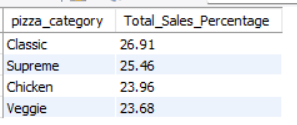 pizza_category Total_Sales_Percentage
Classic 26.91
Supreme 25.46
Chicken 23.96
Veggie 23.68